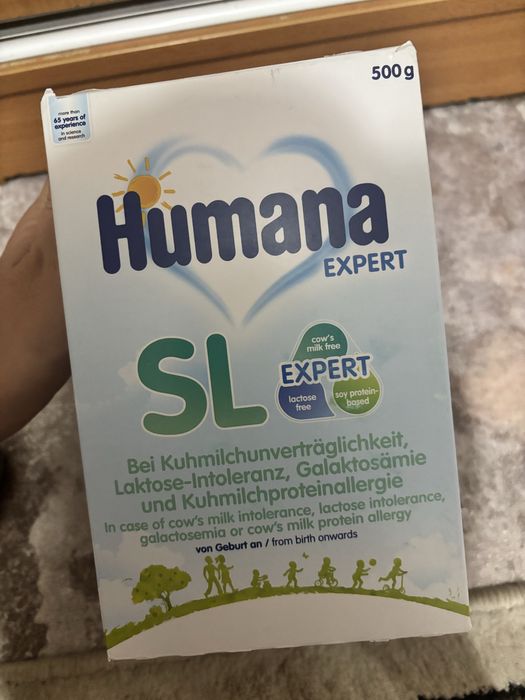 500 g
more than
65 years of
experience
in science
and research
Humana
EXPERT
SL
cow's
milk free
EXPERT
lactose
free
soy protein-
based
Bei Kuhmilchunverträglichkeit,
Laktose-Intoleranz, Galaktosämie
und Kuhmilchproteinallergie
In case of cow's milk intolerance, lactose intolerance,
galactosemia or cow's milk protein allergy
von Geburt an / from birth onwards